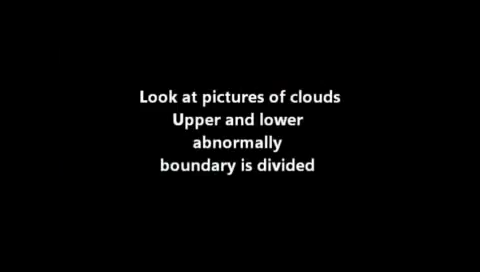 Look at pictures of clouds
Upper and lower
abnormally
boundary is divided